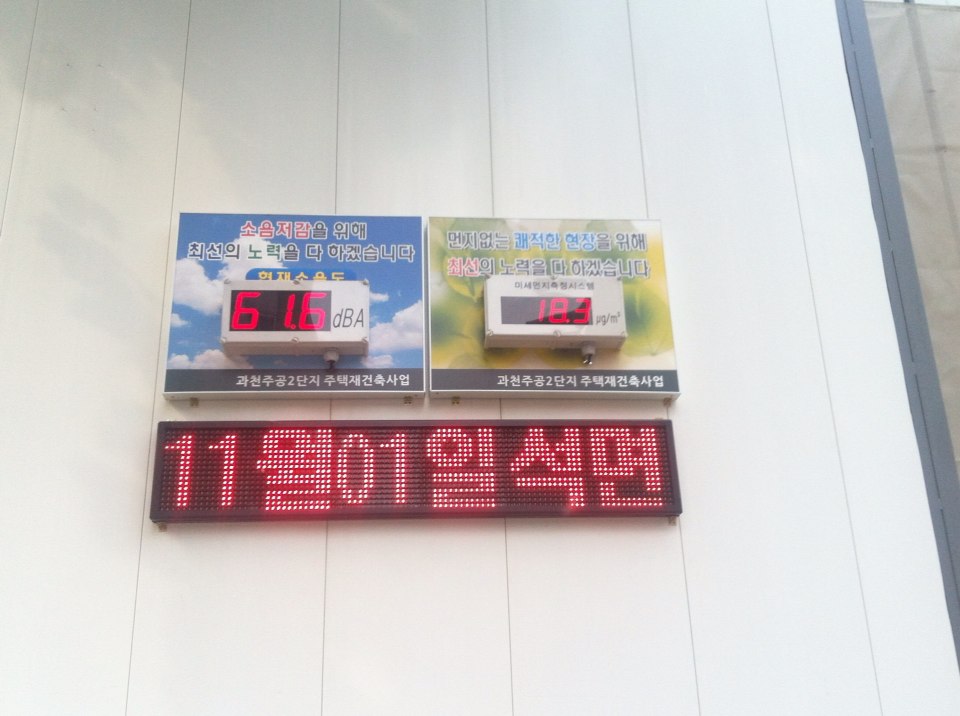 소음저감을 위해
최선의 노력을 다 하겠습니다
현재소음도
61.6 dBA
과천주공2단지 주택재건축사업
먼지없는 쾌적한 현장을 위해
최선의 노력을 다 하겠습니다
미세먼지측정시스템
18.3 μg/m³
과천주공2단지 주택재건축사업
11월01일석면